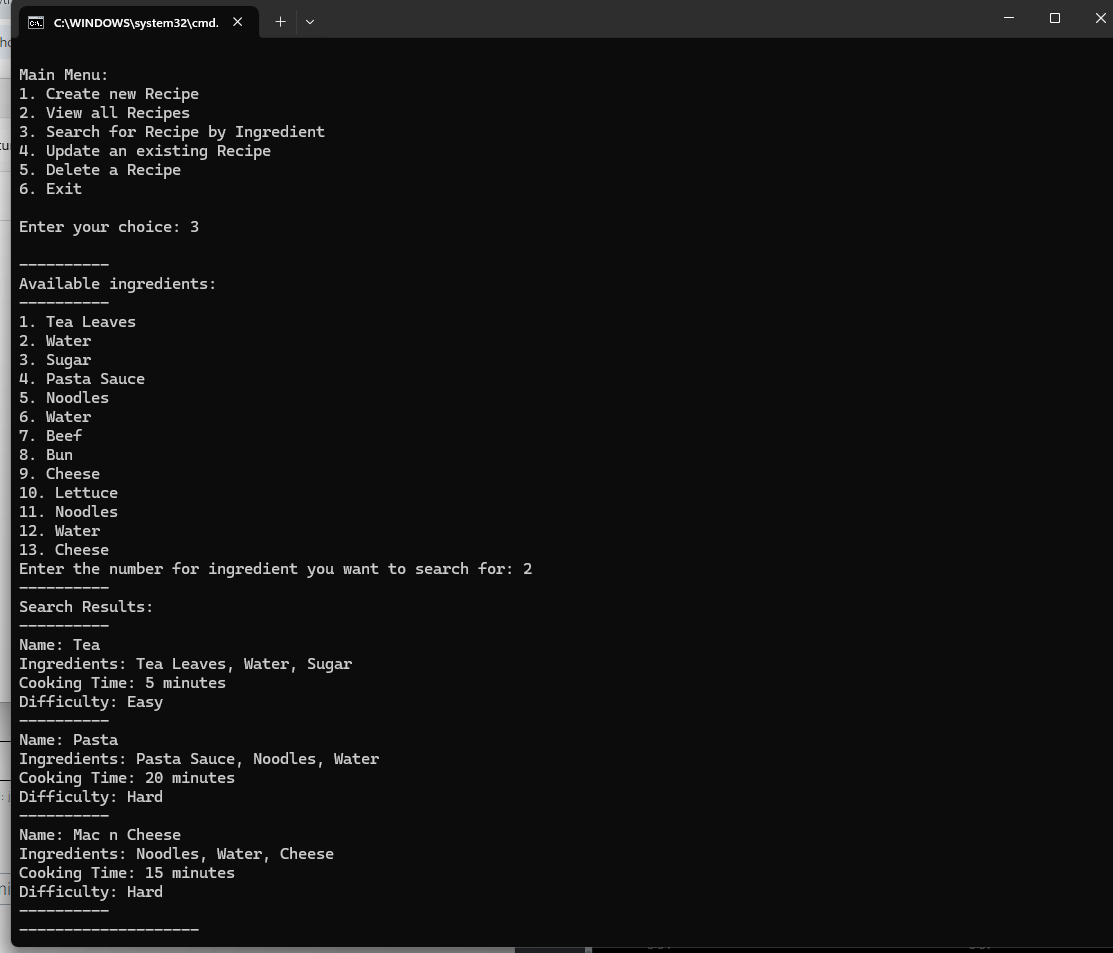 C:\WINDOWS\system32\cmd.
Main Menu:
1. Create new Recipe
2. View all Recipes
3. Search for Recipe by Ingredient
4. Update an existing Recipe
5. Delete a Recipe
6. Exit
Enter your choice: 3
----------
Available ingredients:
----------
1. Tea Leaves
2. Water
3. Sugar
4. Pasta Sauce
5. Noodles
6. Water
7. Beef
8. Bun
9. Cheese
10. Lettuce
11. Noodles
12. Water
13. Cheese
Enter the number for ingredient you want to search for: 2
----------
Search Results:
----------
Name: Tea
Ingredients: Tea Leaves, Water, Sugar
Cooking Time: 5 minutes
Difficulty: Easy
----------
Name: Pasta
Ingredients: Pasta Sauce, Noodles, Water
Cooking Time: 20 minutes
Difficulty: Hard
----------
Name: Mac n Cheese
Ingredients: Noodles, Water, Cheese
Cooking Time: 15 minutes
Difficulty: Hard
----------
--------------------